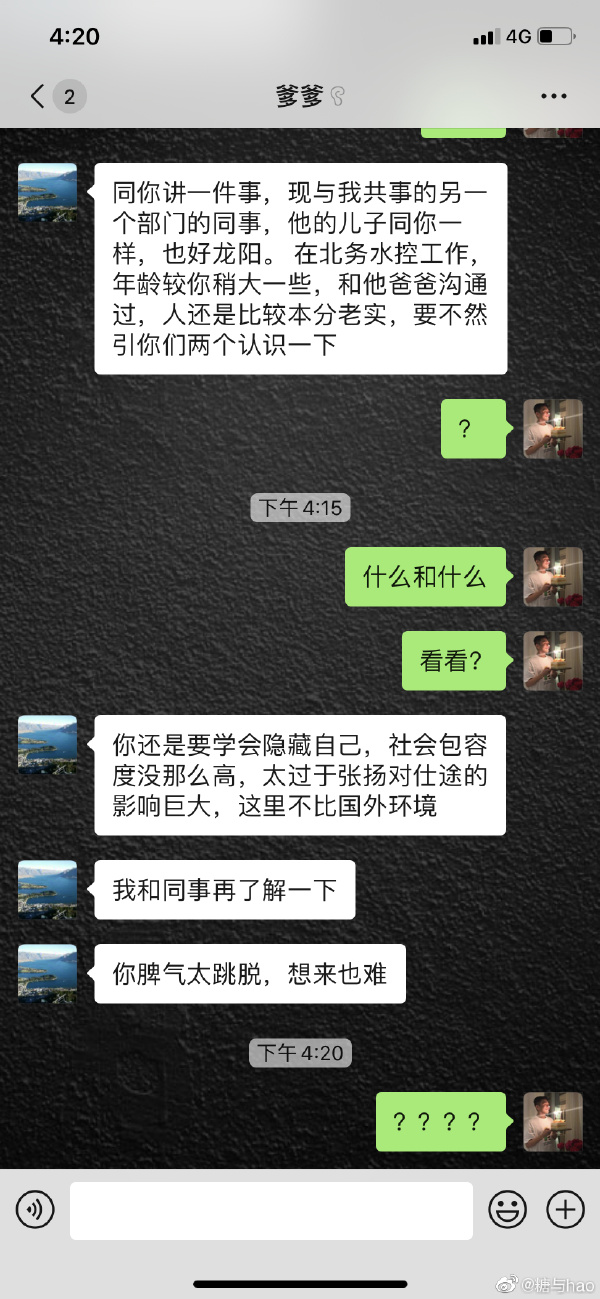 4:20
4G
2
爹爹
同你讲一件事，现与我共事的另一
个部门的同事，他的儿子同你一
样，也好龙阳。在北务水控工作，
年龄较你稍大一些，和他爸爸沟通
过，人还是比较本分老实，要不然
引你们两个认识一下
？
下午 4:15
什么和什么
看看？
你还是要学会隐藏自己，社会包容
度没那么高，太过于张扬对仕途的
影响巨大，这里不比国外环境
我和同事再了解一下
你脾气太跳脱，想来也难
下午 4:20
？？？？
@糖与hao